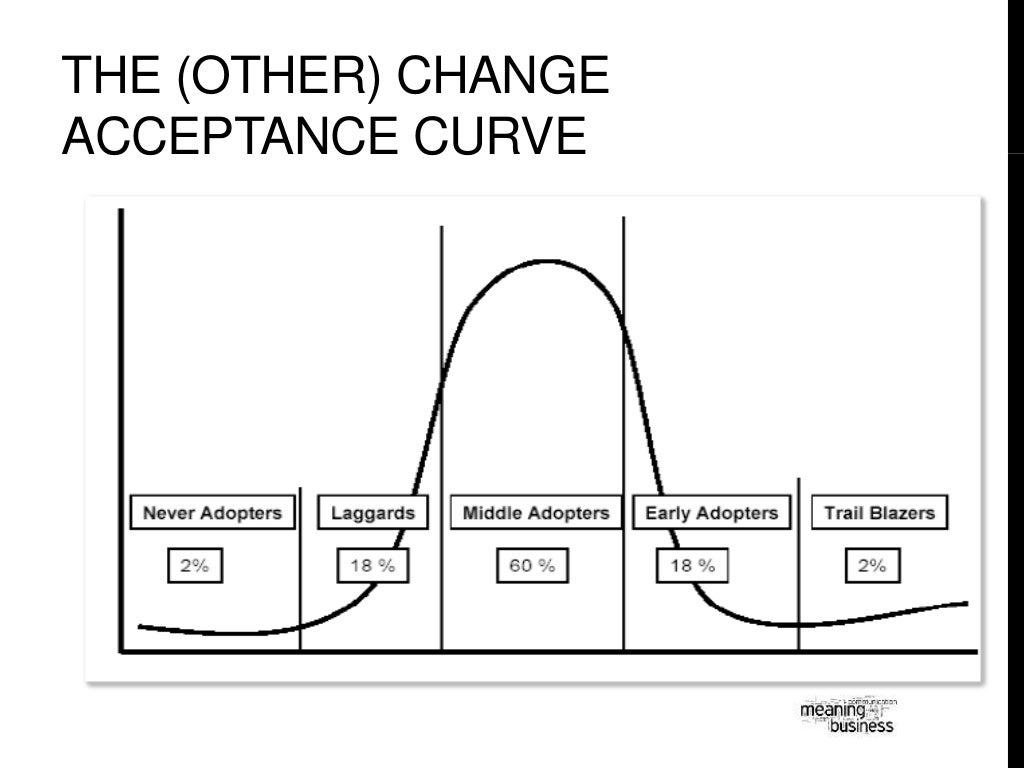 THE (OTHER) CHANGE
ACCEPTANCE CURVE
Never Adopters
Laggards
Middle Adopters
Early Adopters
Trail Blazers
2%
18 %
60 %
18 %
2%
communication
meaning
business